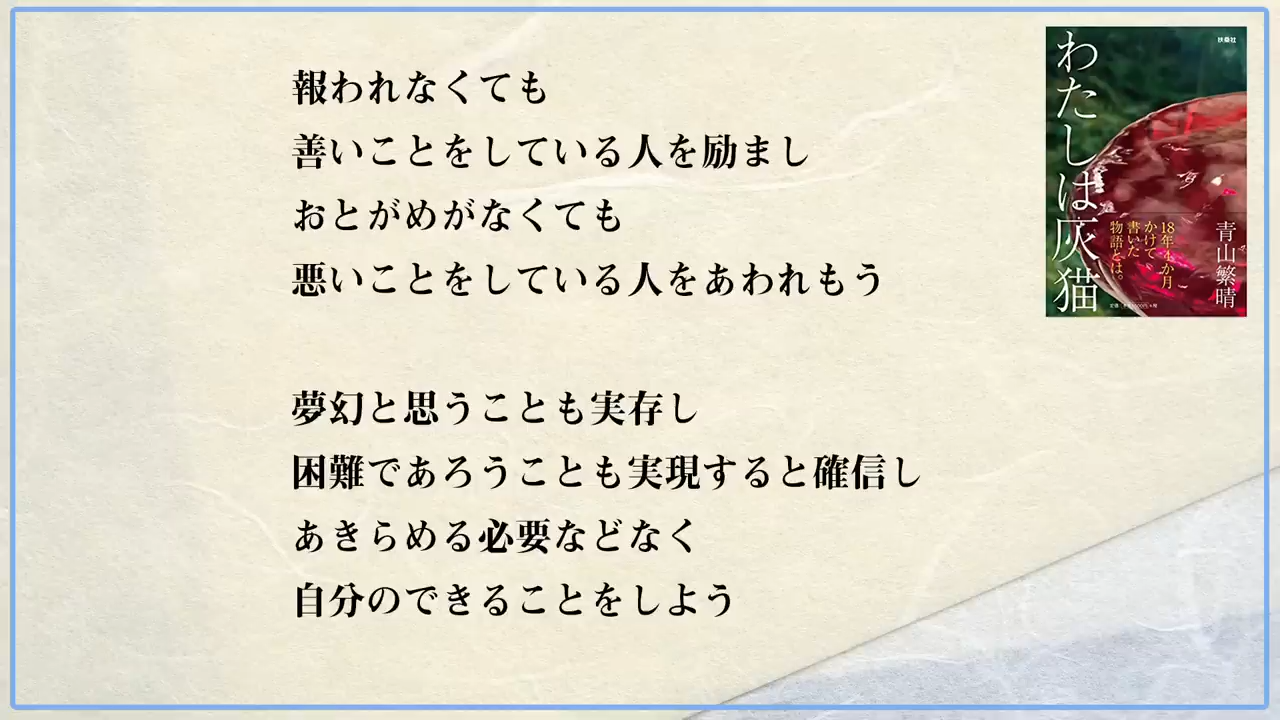 報われなくても
善いことをしている人を励まし
おとがめがなくても
悪いことをしている人をあわれもう
夢幻と思うことも実存し
困難であろうことも実現すると確信し
あきらめる必要などなく
自分のできることをしよう
扶桑社
わたしは灰猫
青山繁晴
18年4か月
かけて
書いた
物語とは。